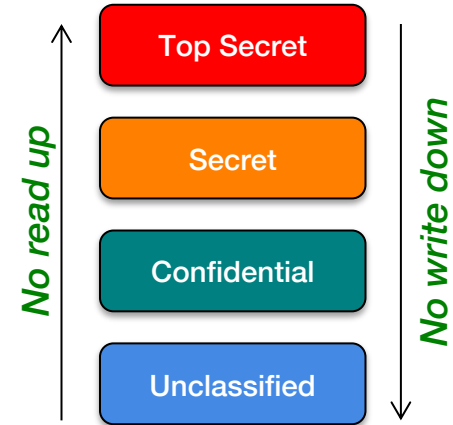 Top Secret
Secret
Confidential
Unclassified
No read up
No write down